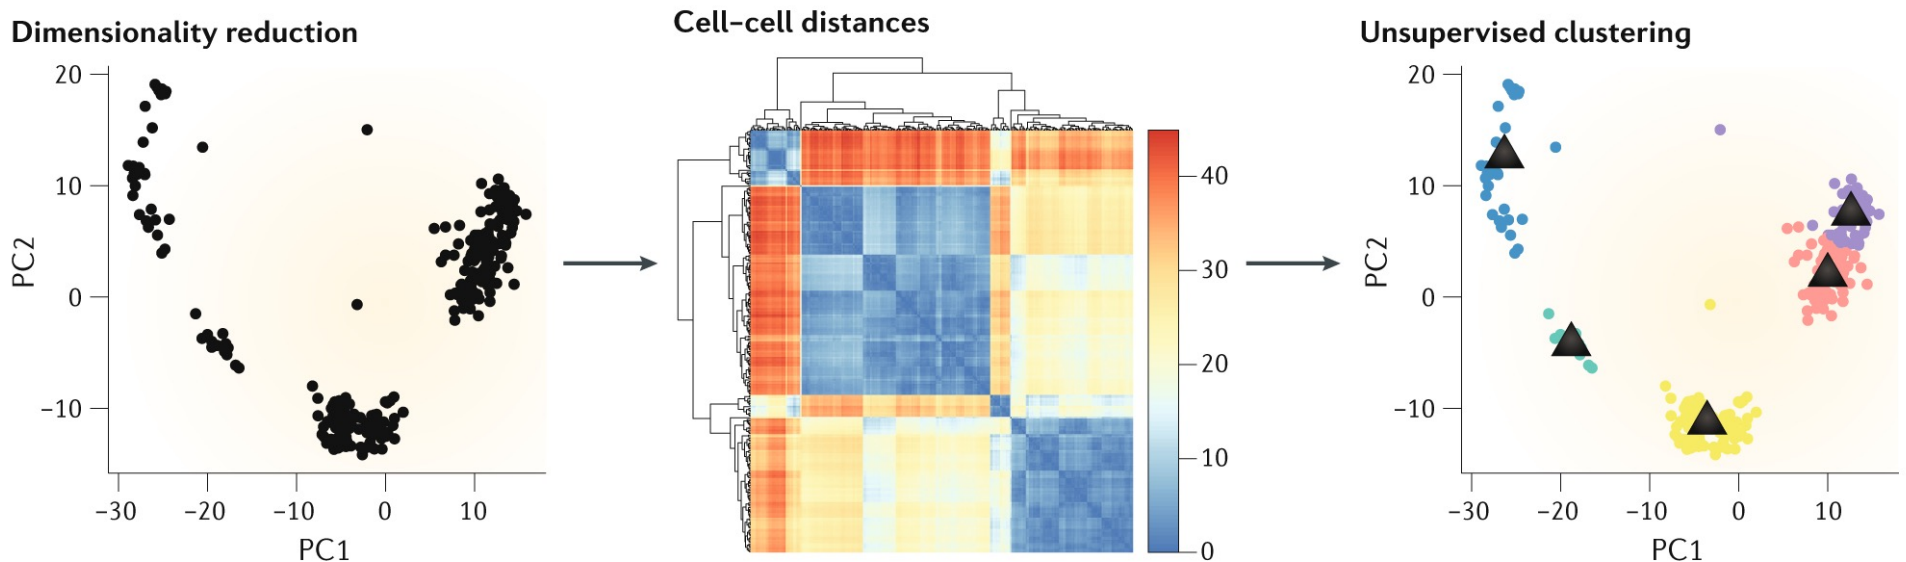 Dimensionality reduction
20
10
0
−10
PC2
−30 −20 −10 0 10
PC1
Cell–cell distances
40
30
20
10
0
Unsupervised clustering
20
10
0
−10
PC2
−30 −20 −10 0 10
PC1